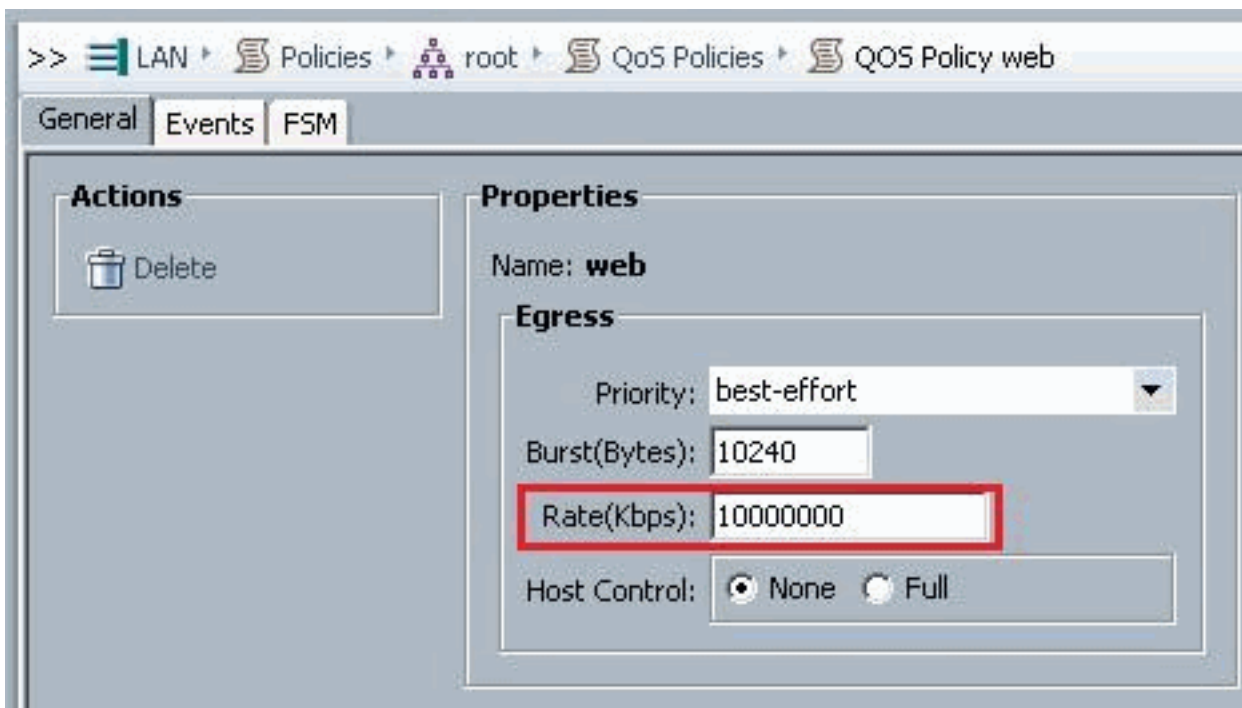 >> LAN Policies root QoS Policies QOS Policy web
General Events FSM
Actions
Delete
Properties
Name: web
Egress
Priority: best-effort
Burst(Bytes): 10240
Rate(Kbps): 10000000
Host Control: None Full